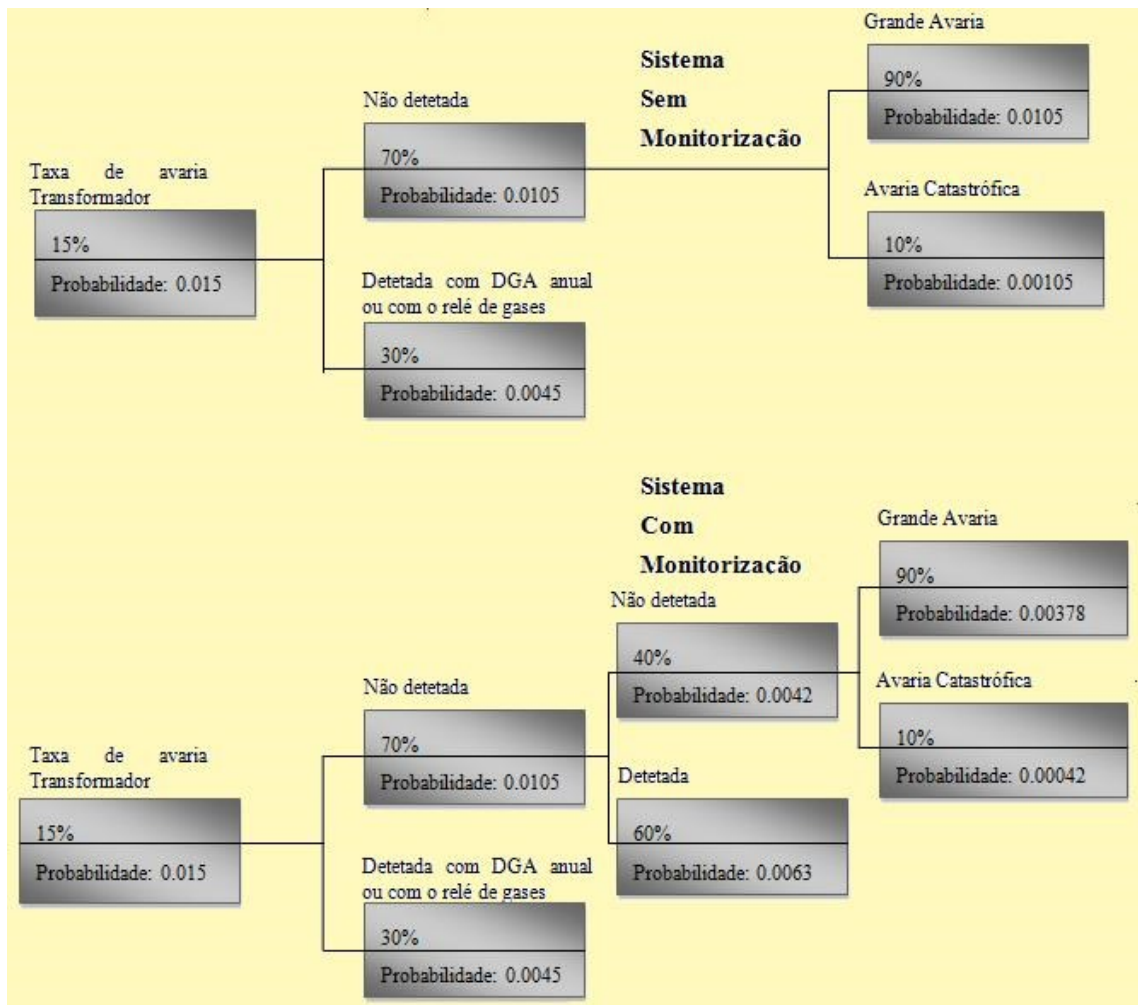 Sistema
Sem
Monitorização
Taxa de avaria
Transformador
15%
Probabilidade: 0.015
Não detetada
70%
Probabilidade: 0.0105
Detetada com DGA anual
ou com o relé de gases
30%
Probabilidade: 0.0045
Grande Avaria
90%
Probabilidade: 0.0105
Avaria Catastrófica
10%
Probabilidade: 0.00105
Sistema
Com
Monitorização
Taxa de avaria
Transformador
15%
Probabilidade: 0.015
Não detetada
70%
Probabilidade: 0.0105
Detetada com DGA anual
ou com o relé de gases
30%
Probabilidade: 0.0045
Não detetada
40%
Probabilidade: 0.0042
Detetada
60%
Probabilidade: 0.0063
Grande Avaria
90%
Probabilidade: 0.00378
Avaria Catastrófica
10%
Probabilidade: 0.00042